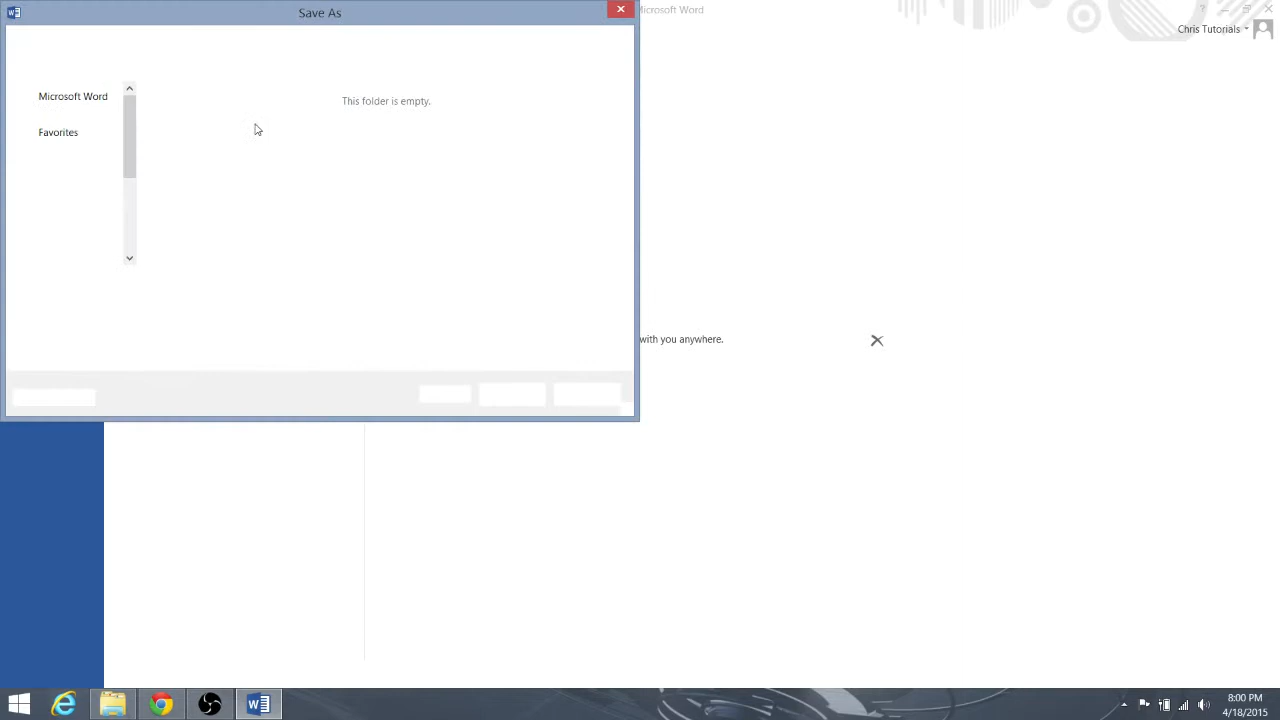 Save As
Microsoft Word
Chris Tutorials
Microsoft Word
This folder is empty.
Favorites
with you anywhere.
8:00 PM
4/18/2015